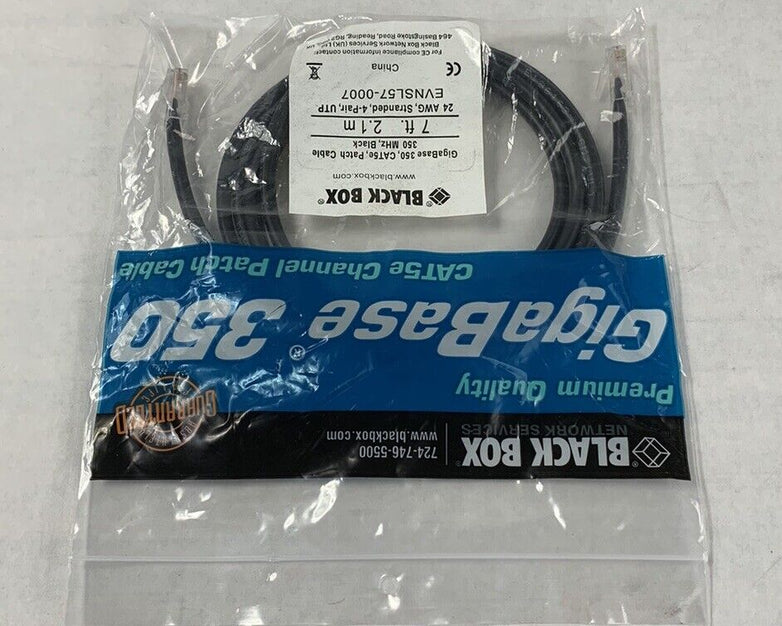 BLACK BOX®
NETWORK SERVICES
724-746-5500
www.blackbox.com
Premium Quality
GigaBase® 350
CAT5e Channel Patch Cable
GUARANTEED
BLACK BOX®
www.blackbox.com
GigaBase 350, CAT5e, Patch Cable
350 MHz, Black
7 ft. 2.1 m
24 AWG, Stranded, 4-Pair, UTP
EVNSL57-0007
China
CE
For CE compliance information contact:
Black Box Network Services (UK) Ltd.
464 Basingstoke Road, Reading,